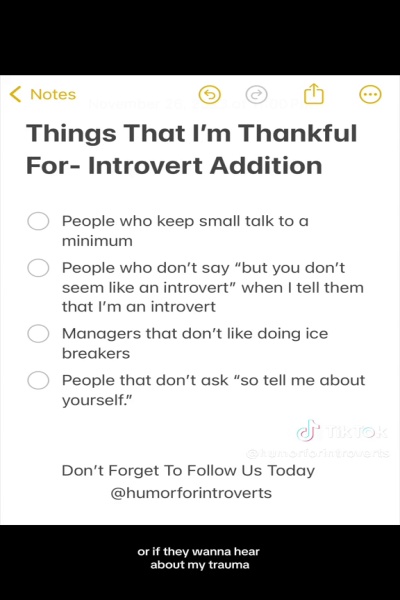 Notes
Things That I'm Thankful
For- Introvert Addition
People who keep small talk to a
minimum
People who don't say "but you don't
seem like an introvert" when I tell them
that I'm an introvert
Managers that don't like doing ice
breakers
People that don't ask "so tell me about
yourself."
TikTok
@humorforintroverts
Don't Forget To Follow Us Today
@humorforintroverts
or if they wanna hear
about my trauma